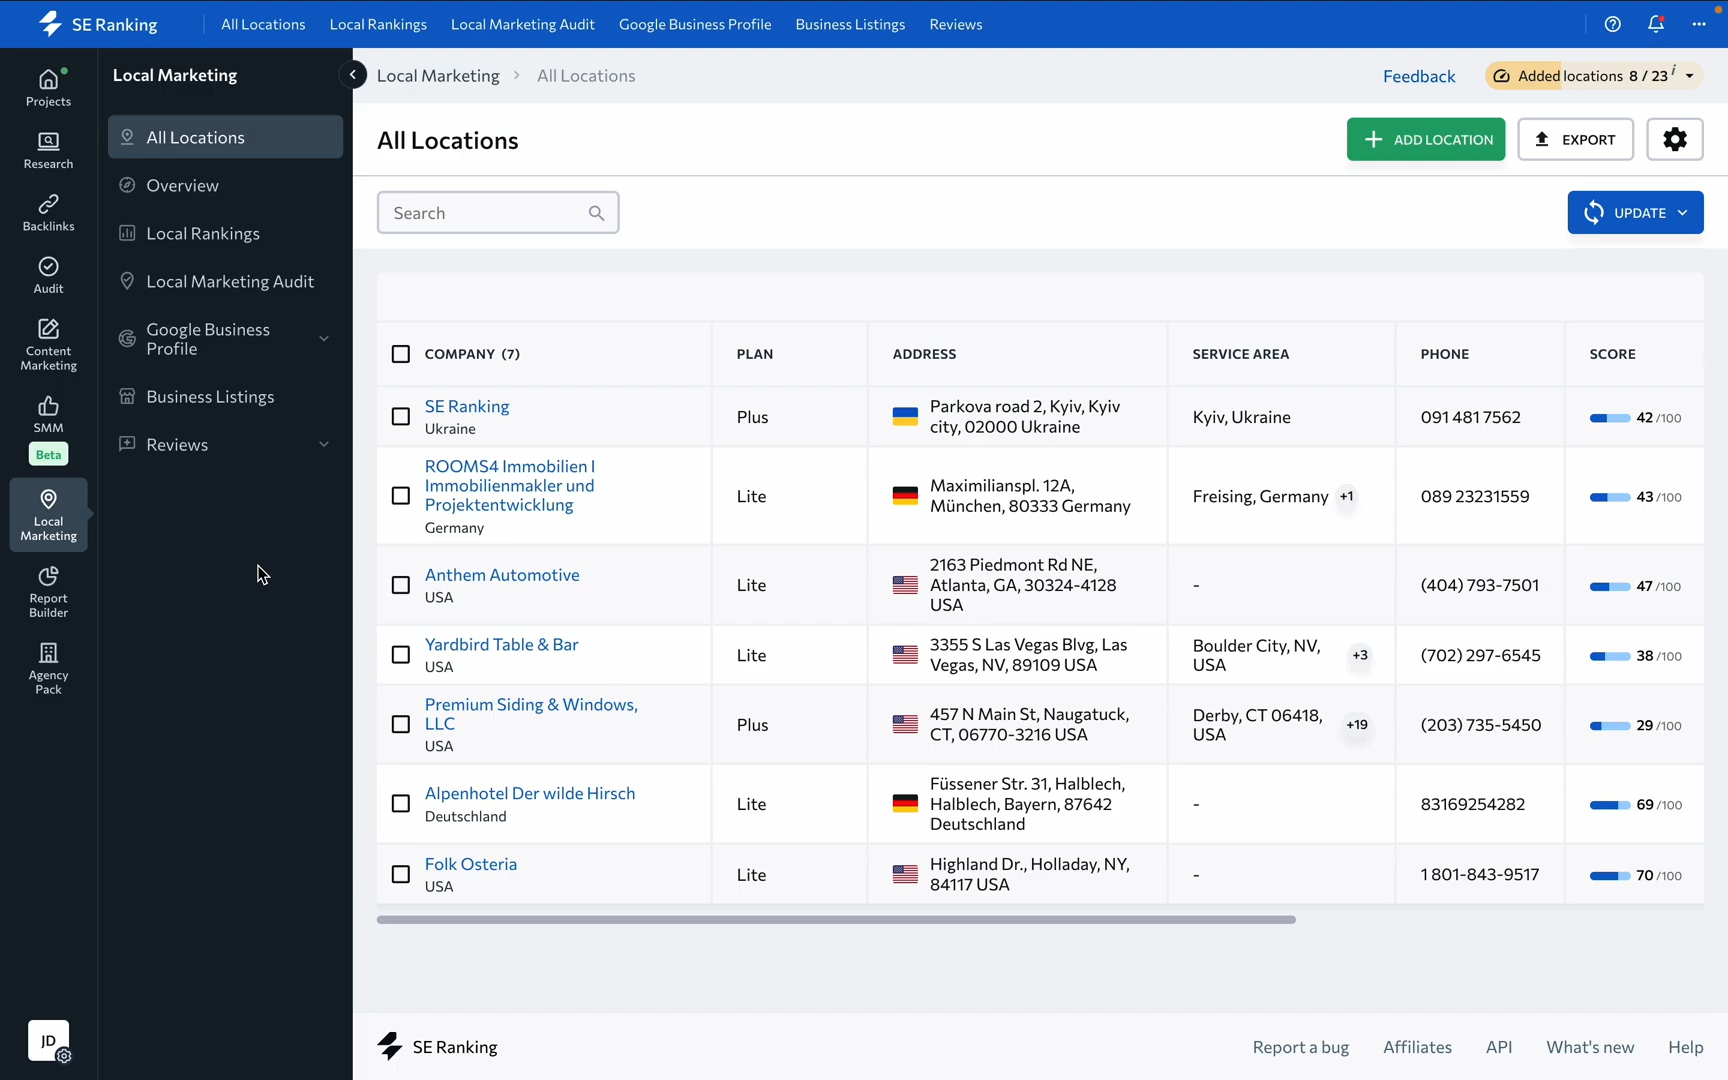 SE Ranking
All Locations
Local Rankings
Local Marketing Audit
Google Business Profile
Business Listings
Reviews
Projects
Research
Backlinks
Audit
Content
Marketing
SMM
Beta
Local
Marketing
Report
Builder
Agency
Pack
JD
Local Marketing
All Locations
Overview
Local Rankings
Local Marketing Audit
Google Business
Profile
Business Listings
Reviews
Local Marketing > All Locations
Feedback
Added locations 8 / 23 i
All Locations
+ ADD LOCATION
EXPORT
Search
UPDATE
COMPANY (7) PLAN ADDRESS SERVICE AREA PHONE SCORE
SE Ranking
Ukraine
Plus
Parkova road 2, Kyiv, Kyiv
city, 02000 Ukraine
Kyiv, Ukraine
091 481 7562
42 /100
ROOMS4 Immobilien I
Immobilienmakler und
Projektentwicklung
Germany
Lite
Maximilianspl. 12A,
München, 80333 Germany
Freising, Germany +1
089 23231559
43 /100
Anthem Automotive
USA
Lite
2163 Piedmont Rd NE,
Atlanta, GA, 30324-4128
USA
-
(404) 793-7501
47 /100
Yardbird Table & Bar
USA
Lite
3355 S Las Vegas Blvg, Las
Vegas, NV, 89109 USA
Boulder City, NV,
USA
+3
(702) 297-6545
38 /100
Premium Siding & Windows,
LLC
USA
Plus
457 N Main St, Naugatuck,
CT, 06770-3216 USA
Derby, CT 06418,
USA
+19
(203) 735-5450
29 /100
Alpenhotel Der wilde Hirsch
Deutschland
Lite
Füssener Str. 31, Halblech,
Halblech, Bayern, 87642
Deutschland
-
83169254282
69 /100
Folk Osteria
USA
Lite
Highland Dr., Holladay, NY,
84117 USA
-
1 801-843-9517
70 /100
SE Ranking
Report a bug
Affiliates
API
What's new
Help